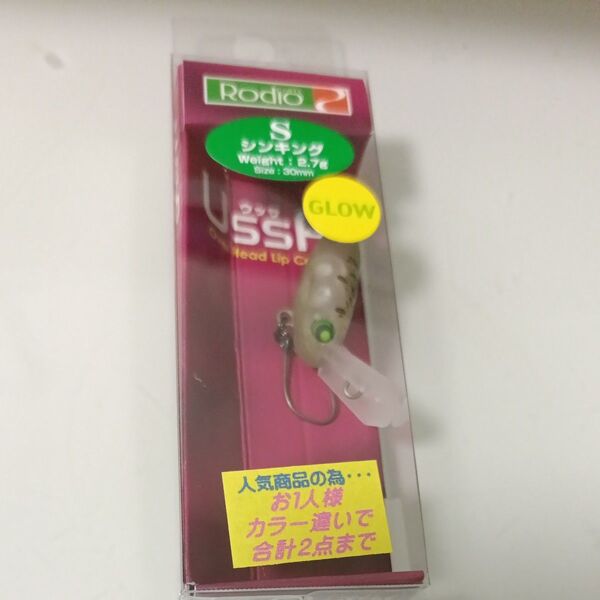 Rodio
S
シンキング
Weight : 2.7g
Size : 30mm
GLOW
ウッサ
USSA
Head Lip
人気商品の為・・・
お1人様
カラー違いで
合計2点まで